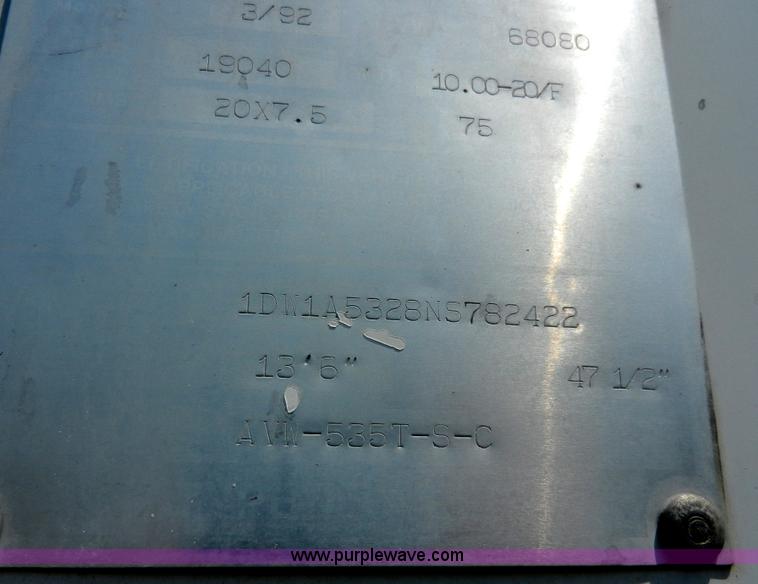 3/92
68080
19040
10.00-20/F
20X7.5
75
1DW1A5328NS782422
13'6"
47 1/2"
AVW-535T-S-C
www.purplewave.com